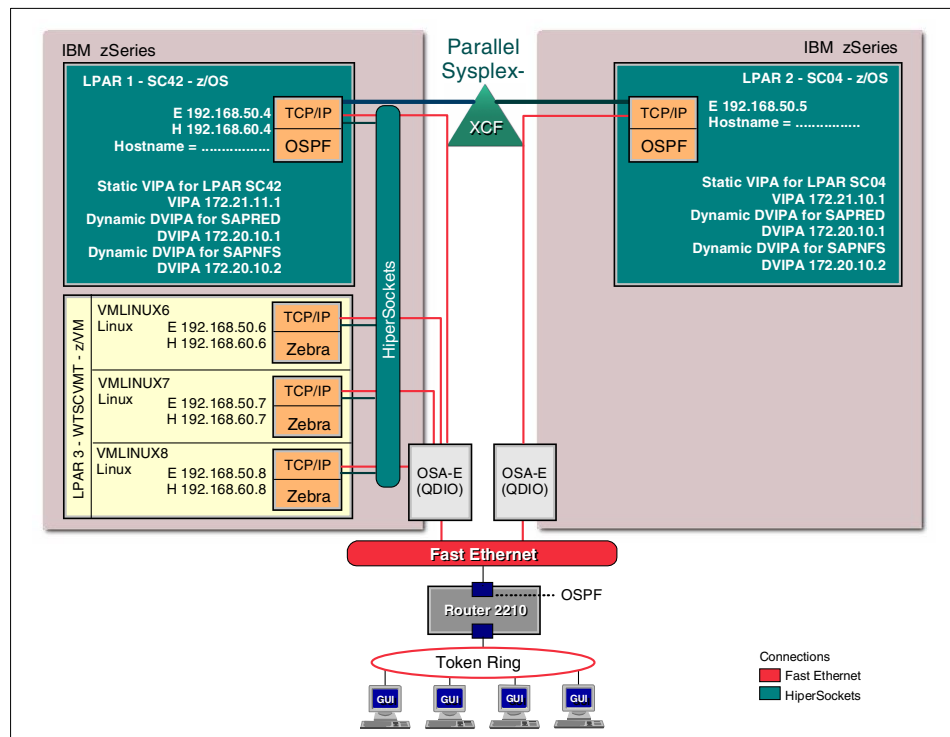 IBM zSeries
LPAR 1 - SC42 - z/OS
E 192.168.50.4
H 192.168.60.4
Hostname = .................
TCP/IP
OSPF
Static VIPA for LPAR SC42
VIPA 172.21.11.1
Dynamic DVIPA for SAPRED
DVIPA 172.20.10.1
Dynamic DVIPA for SAPNFS
DVIPA 172.20.10.2
Parallel
Sysplex-
XCF
IBM zSeries
LPAR 2 - SC04 - z/OS
TCP/IP
OSPF
E 192.168.50.5
Hostname = ................
Static VIPA for LPAR SC04
VIPA 172.21.10.1
Dynamic DVIPA for SAPRED
DVIPA 172.20.10.1
Dynamic DVIPA for SAPNFS
DVIPA 172.20.10.2
HiperSockets
LPAR 3 - WTSCVMT - z/VM
VMLINUX6
Linux
E 192.168.50.6
H 192.168.60.6
TCP/IP
Zebra
VMLINUX7
Linux
E 192.168.50.7
H 192.168.60.7
TCP/IP
Zebra
VMLINUX8
Linux
E 192.168.50.8
H 192.168.60.8
TCP/IP
Zebra
OSA-E
(QDIO)
OSA-E
(QDIO)
Fast Ethernet
OSPF
Router 2210
Token Ring
GUI
GUI
GUI
GUI
Connections
Fast Ethernet
HiperSockets